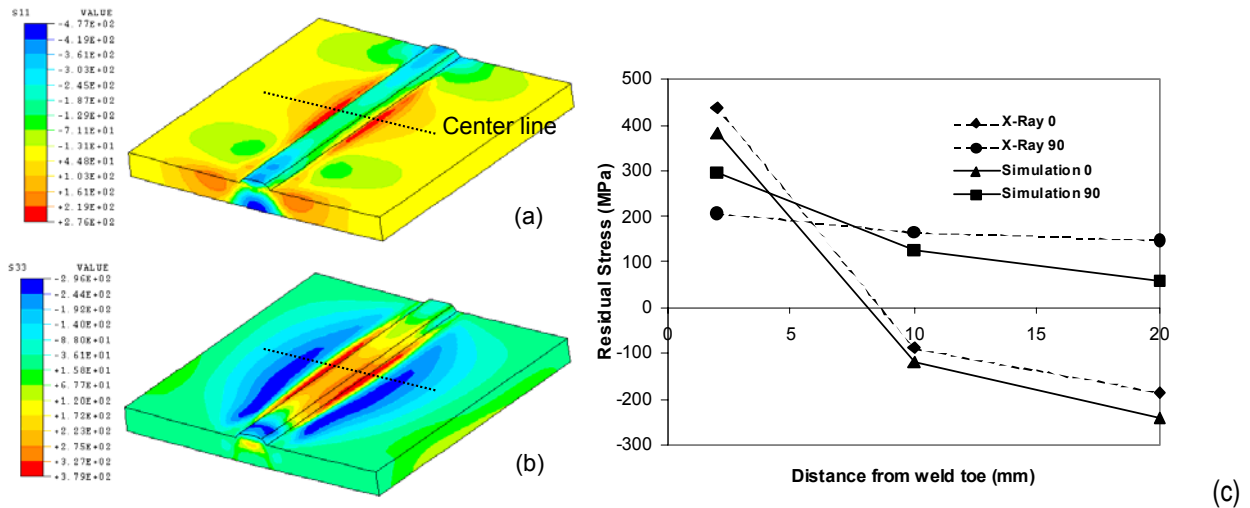 S11 VALUE
-4.77E+02
-4.19E+02
-3.61E+02
-3.03E+02
-2.45E+02
-1.87E+02
-1.29E+02
-7.11E+01
-1.31E+01
+4.48E+01
+1.03E+02
+1.61E+02
+2.19E+02
+2.76E+02
Center line
(a)
S33 VALUE
-2.96E+02
-2.44E+02
-1.92E+02
-1.40E+02
-8.80E+01
-3.61E+01
+1.58E+01
+6.77E+01
+1.20E+02
+1.72E+02
+2.23E+02
+2.75E+02
+3.27E+02
+3.79E+02
(b)
500
400
300
200
100
0
-100
-200
-300
0 5 10 15 20
Residual Stress (MPa)
X-Ray 0
X-Ray 90
Simulation 0
Simulation 90
Distance from weld toe (mm)
(c)